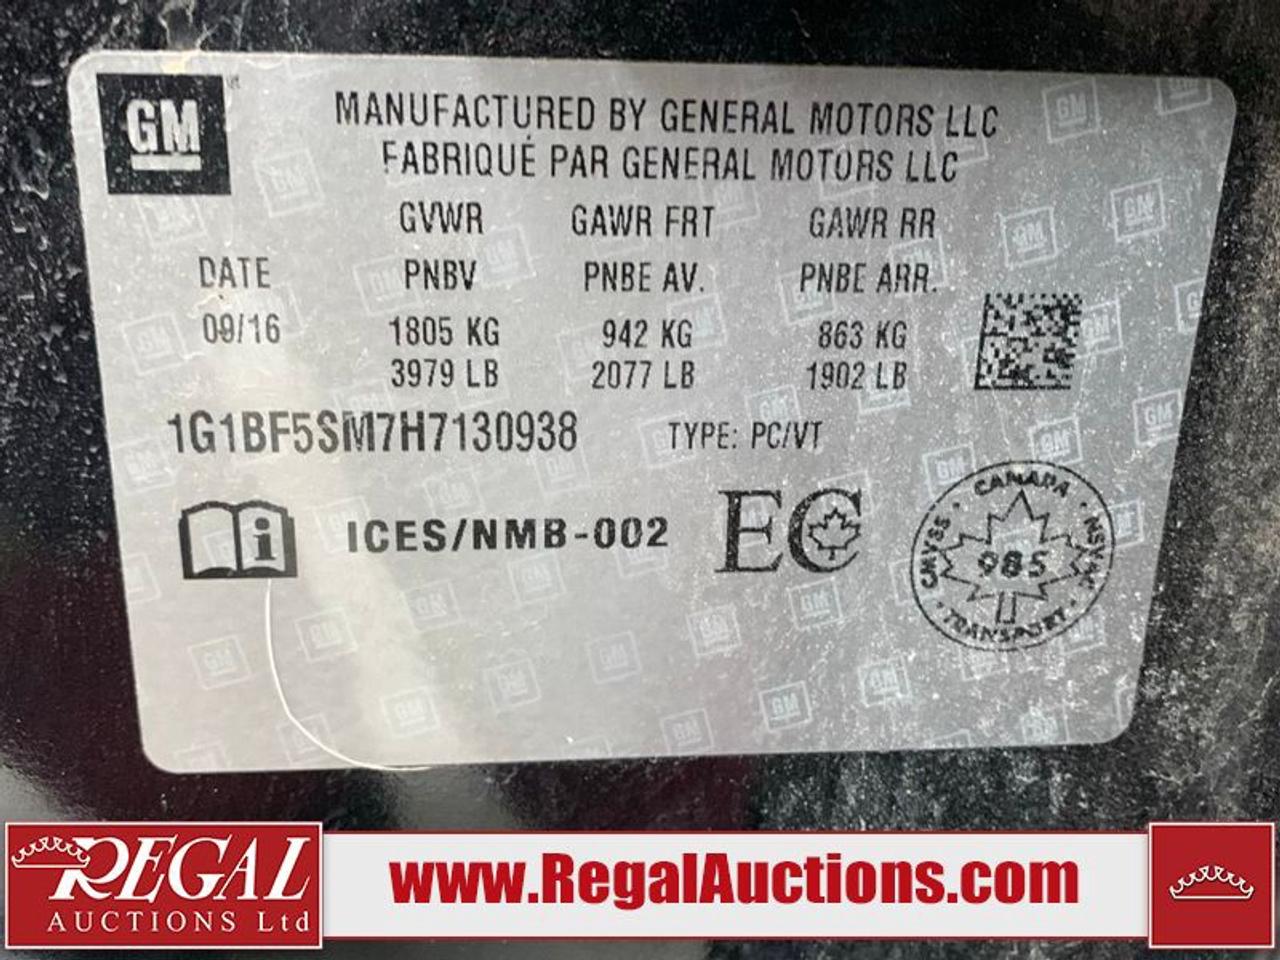 GM
MANUFACTURED BY GENERAL MOTORS LLC
FABRIQUÉ PAR GENERAL MOTORS LLC
GVWR GAWR FRT GAWR RR
DATE PNBV PNBE AV. PNBE ARR.
09/16 1805 KG 942 KG 863 KG
3979 LB 2077 LB 1902 LB
1G1BF5SM7H7130938 TYPE: PC/VT
i ICES/NMB-002 EC
CANADA
CMVSS 985 NSVAC
TRANSPORT
REGAL
AUCTIONS Ltd
www.RegalAuctions.com